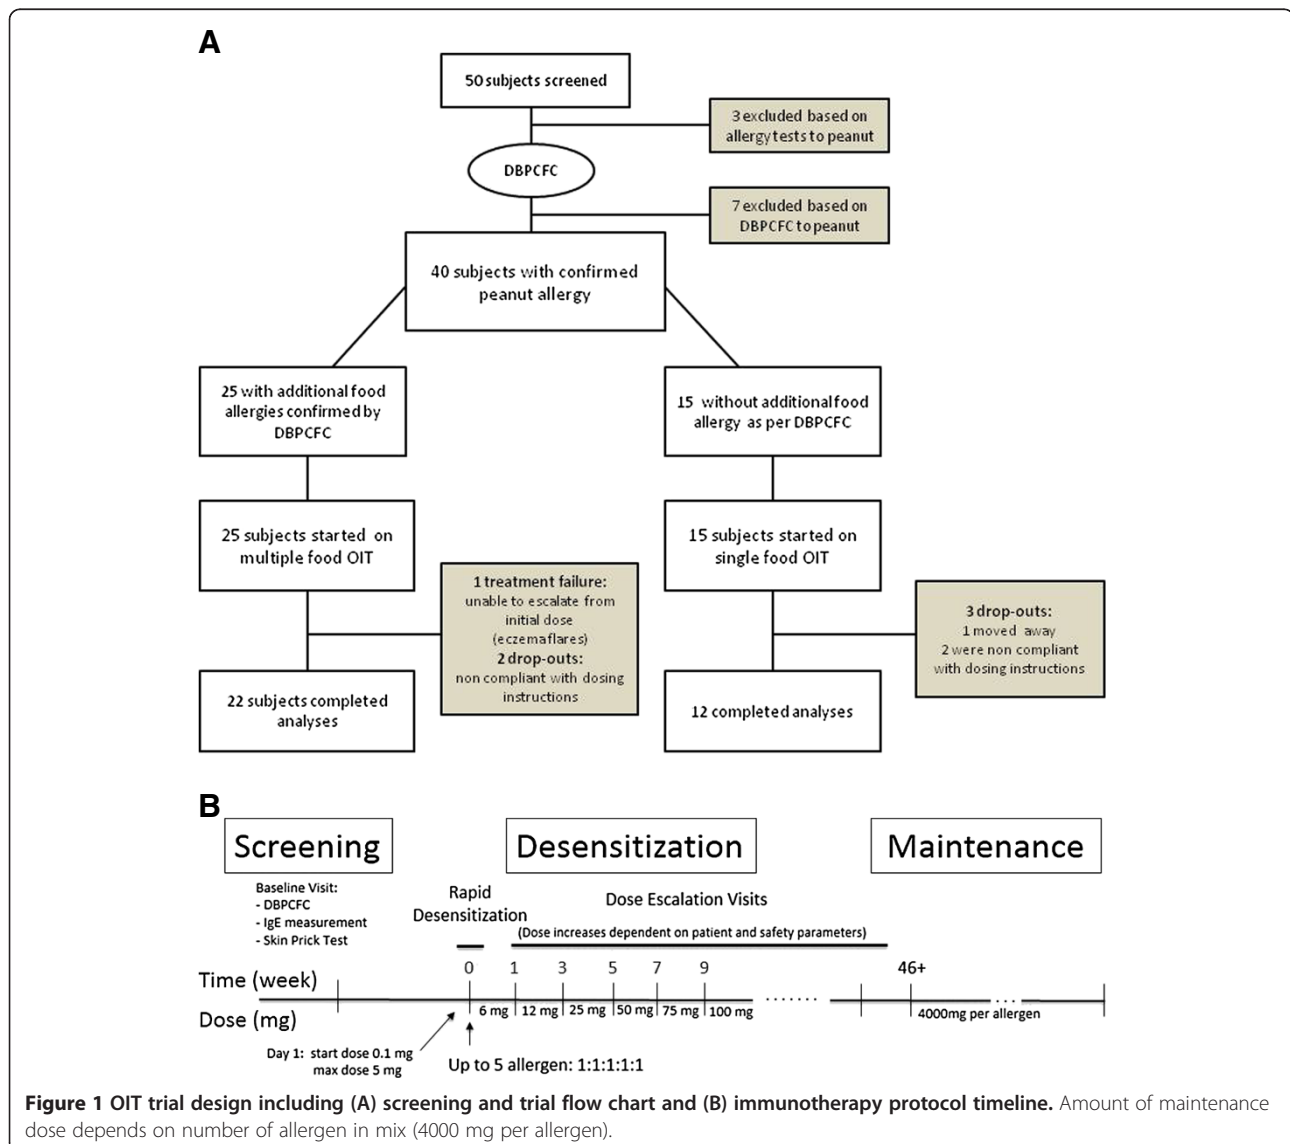 A
50 subjects screened
3 excluded based on
allergy tests to peanut
DBPCFC
7 excluded based on
DBPCFC to peanut
40 subjects with confirmed
peanut allergy
25 with additional food
allergies confirmed by
DBPCFC
15 without additional food
allergy as per DBPCFC
25 subjects started on
multiple food OIT
15 subjects started on
single food OIT
1 treatment failure:
unable to escalate from
initial dose
(eczema flares)
2 drop-outs:
non compliant with dosing
instructions
3 drop-outs:
1 moved away
2 were non compliant
with dosing instructions
22 subjects completed
analyses
12 completed analyses
B
Screening
Desensitization
Maintenance
Baseline Visit:
- DBPCFC
- IgE measurement
- Skin Prick Test
Rapid
Desensitization
Dose Escalation Visits
(Dose increases dependent on patient and safety parameters)
Time (week)
0 1 3 5 7 9 46+
Dose (mg)
6 mg 12 mg 25 mg 50 mg 75 mg 100 mg 4000mg per allergen
Day 1: start dose 0.1 mg
max dose 5 mg
Up to 5 allergen: 1:1:1:1:1
Figure 1 OIT trial design including (A) screening and trial flow chart and (B) immunotherapy protocol timeline. Amount of maintenance
dose depends on number of allergen in mix (4000 mg per allergen).